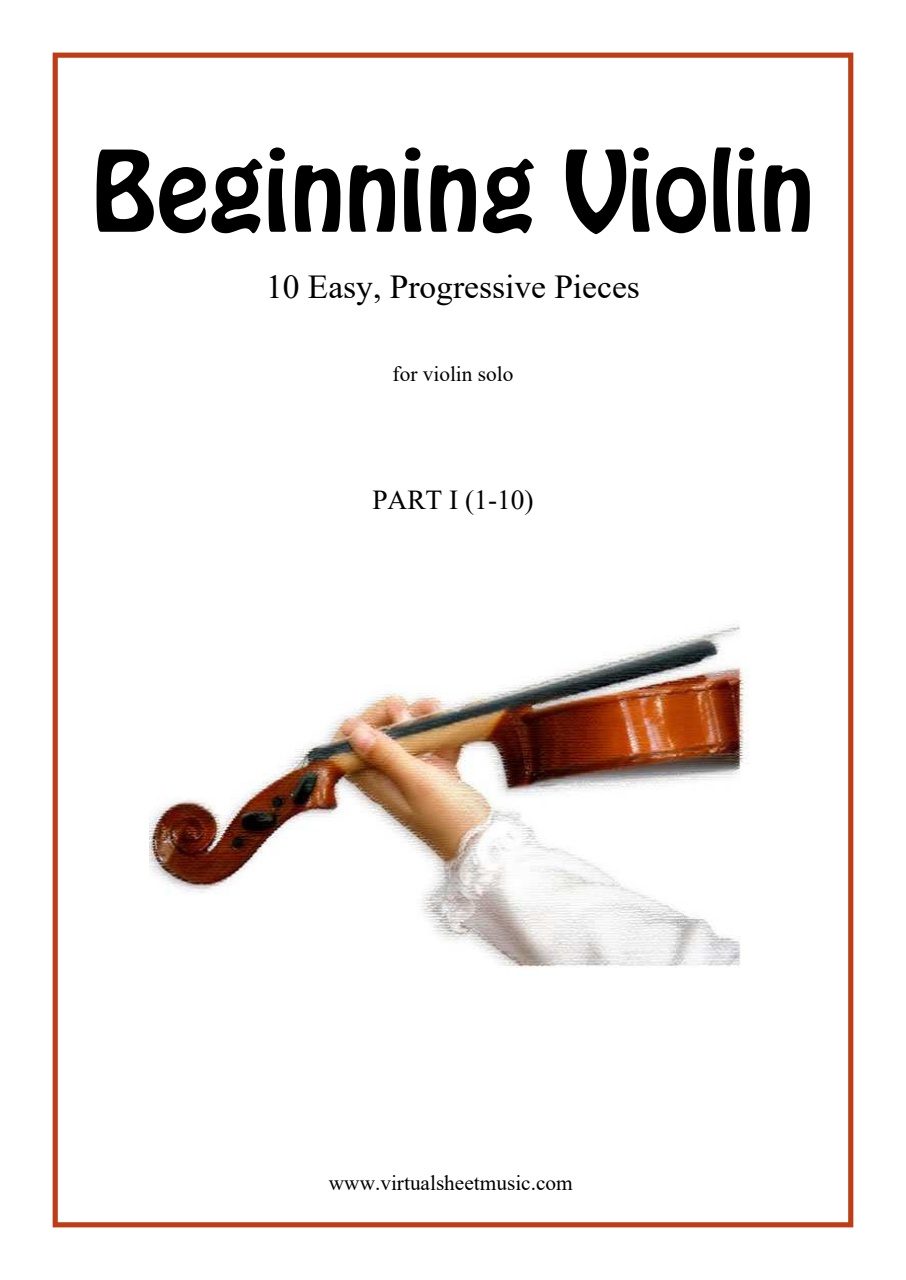 Beginning Violin
10 Easy, Progressive Pieces
for violin solo
PART I (1-10)
www.virtualsheetmusic.com